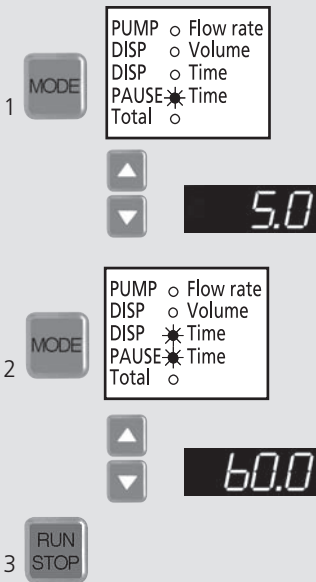 PUMP Flow rate
DISP Volume
DISP Time
PAUSE Time
Total
1 MODE
5.0
PUMP Flow rate
DISP Volume
DISP Time
PAUSE Time
Total
2 MODE
60.0
RUN
3 STOP